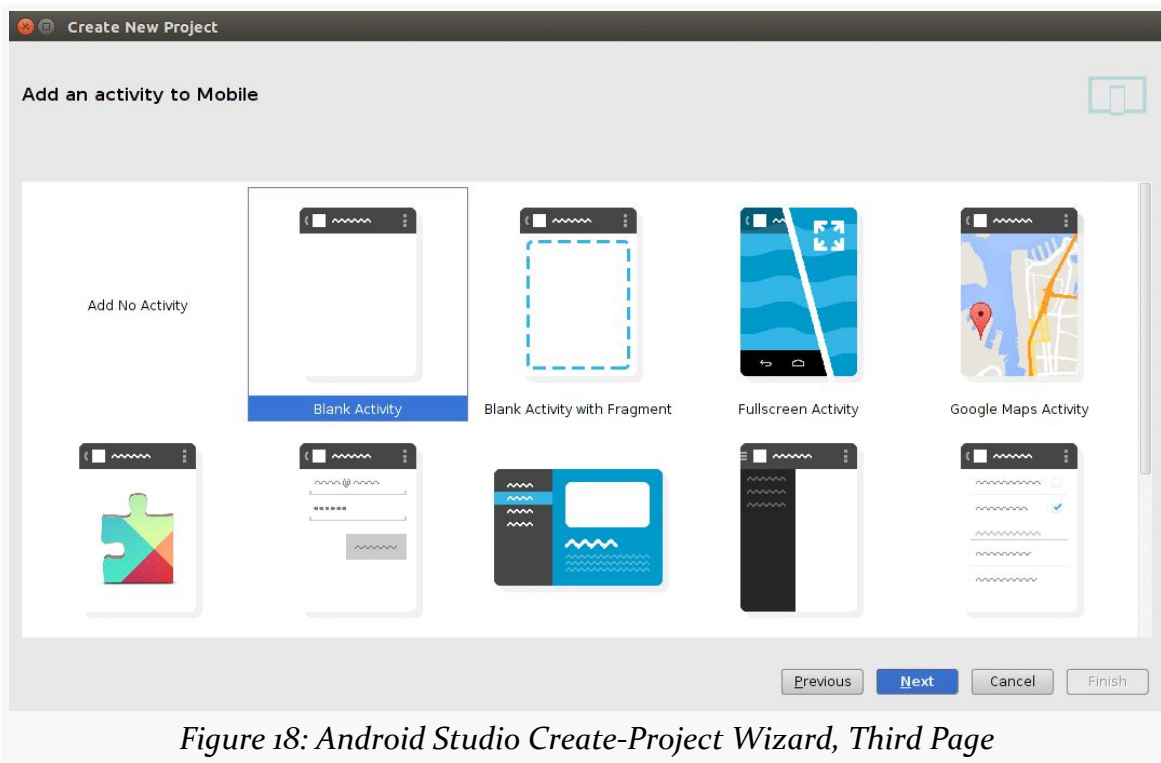 Create New Project
Add an activity to Mobile
Add No Activity
Blank Activity
Blank Activity with Fragment
Fullscreen Activity
Google Maps Activity
@
Previous
Next
Cancel
Finish
Figure 18: Android Studio Create-Project Wizard, Third Page